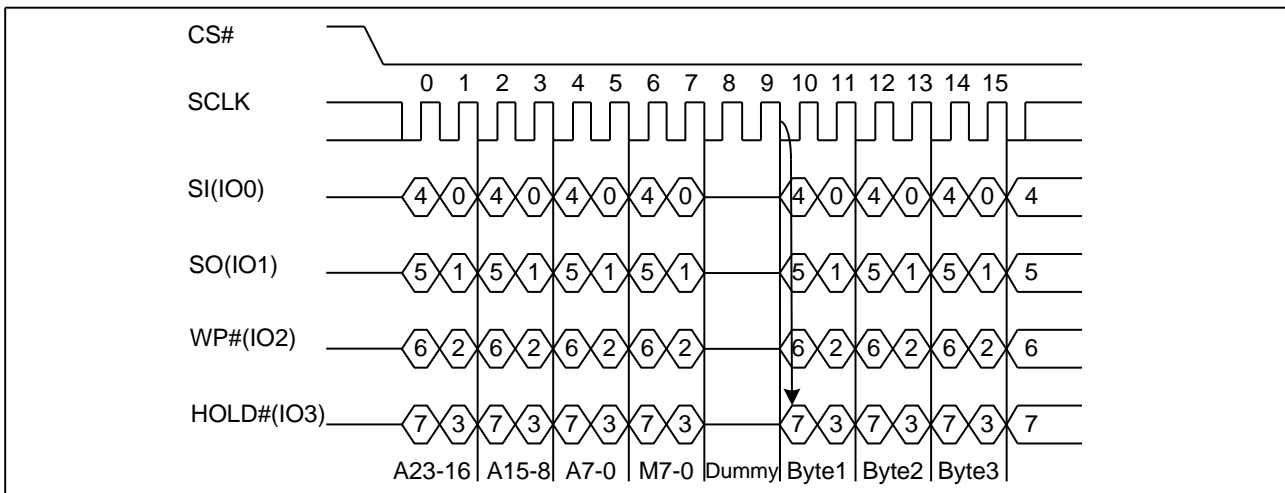 CS#
0 1 2 3 4 5 6 7 8 9 10 11 12 13 14 15
SCLK
SI(IO0) 4 0 4 0 4 0 4 0 4 0 4 0 4 0 4
SO(IO1) 5 1 5 1 5 1 5 1 5 1 5 1 5 1 5
WP#(IO2) 6 2 6 2 6 2 6 2 6 2 6 2 6 2 6
HOLD#(IO3) 7 3 7 3 7 3 7 3 7 3 7 3 7 3 7
A23-16 A15-8 A7-0 M7-0 Dummy Byte1 Byte2 Byte3